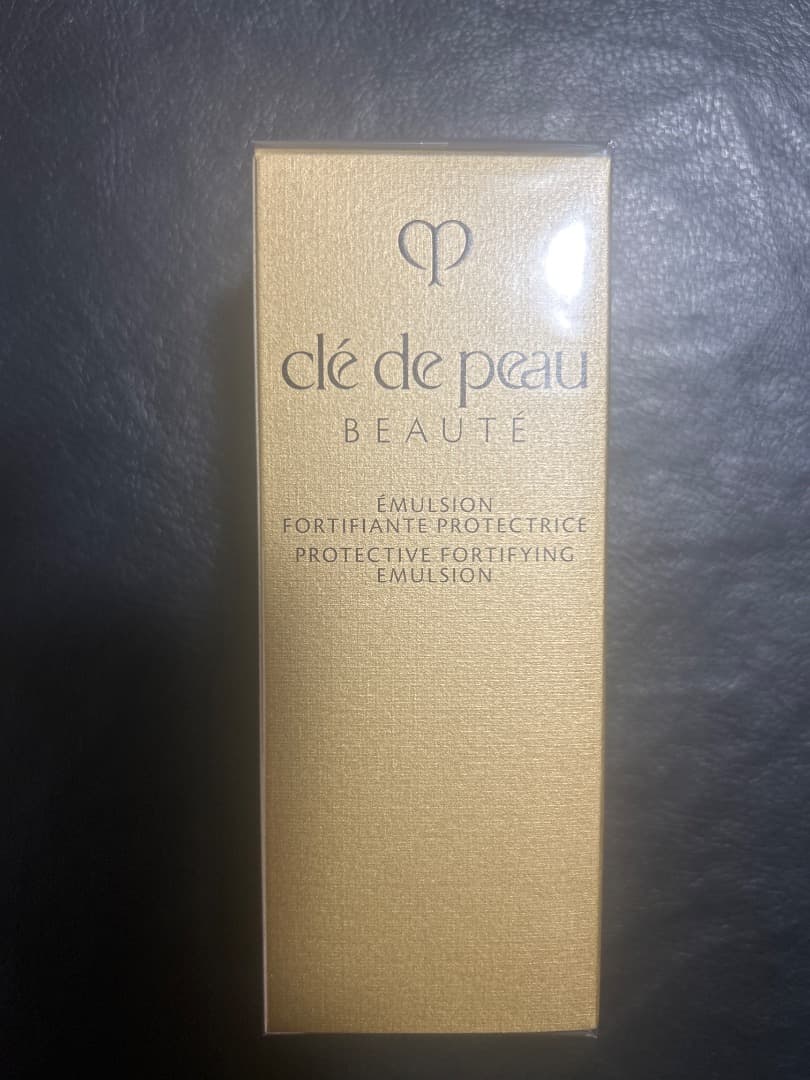 clé de peau
BEAUTÉ
ÉMULSION
FORTIFIANTE PROTECTRICE
PROTECTIVE FORTIFYING
EMULSION